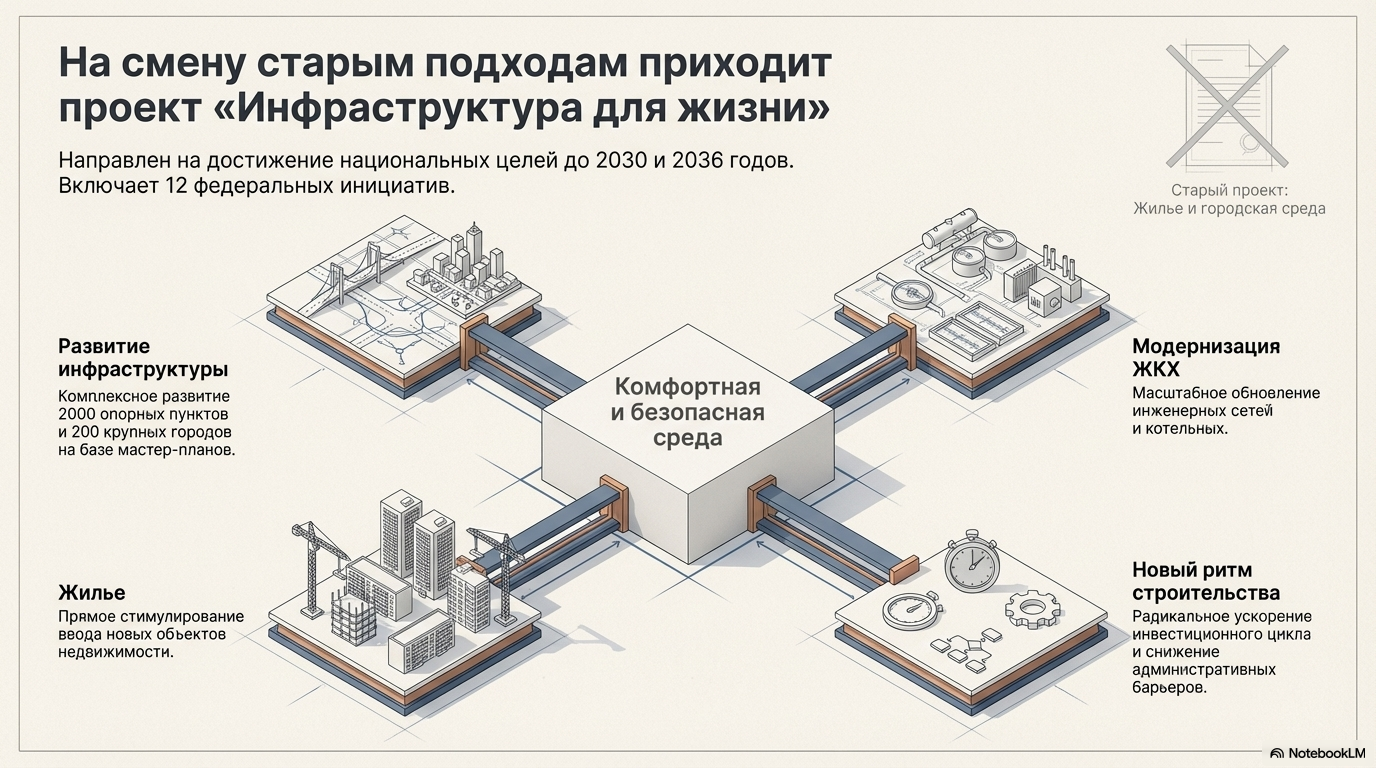 На смену старым подходам приходит
проект «Инфраструктура для жизни»
Направлен на достижение национальных целей до 2030 и 2036 годов.
Включает 12 федеральных инициатив.
Старый проект:
Жилье и городская среда
Развитие
инфраструктуры
Комплексное развитие
2000 опорных пунктов
и 200 крупных городов
на базе мастер-планов.
Комфортная
и безопасная
среда
Модернизация
ЖКХ
Масштабное обновление
инженерных сетей
и котельных.
Жилье
Прямое стимулирование
ввода новых объектов
недвижимости.
Новый ритм
строительства
Радикальное ускорение
инвестиционного цикла
и снижение
административных
барьеров.
NotebookLM